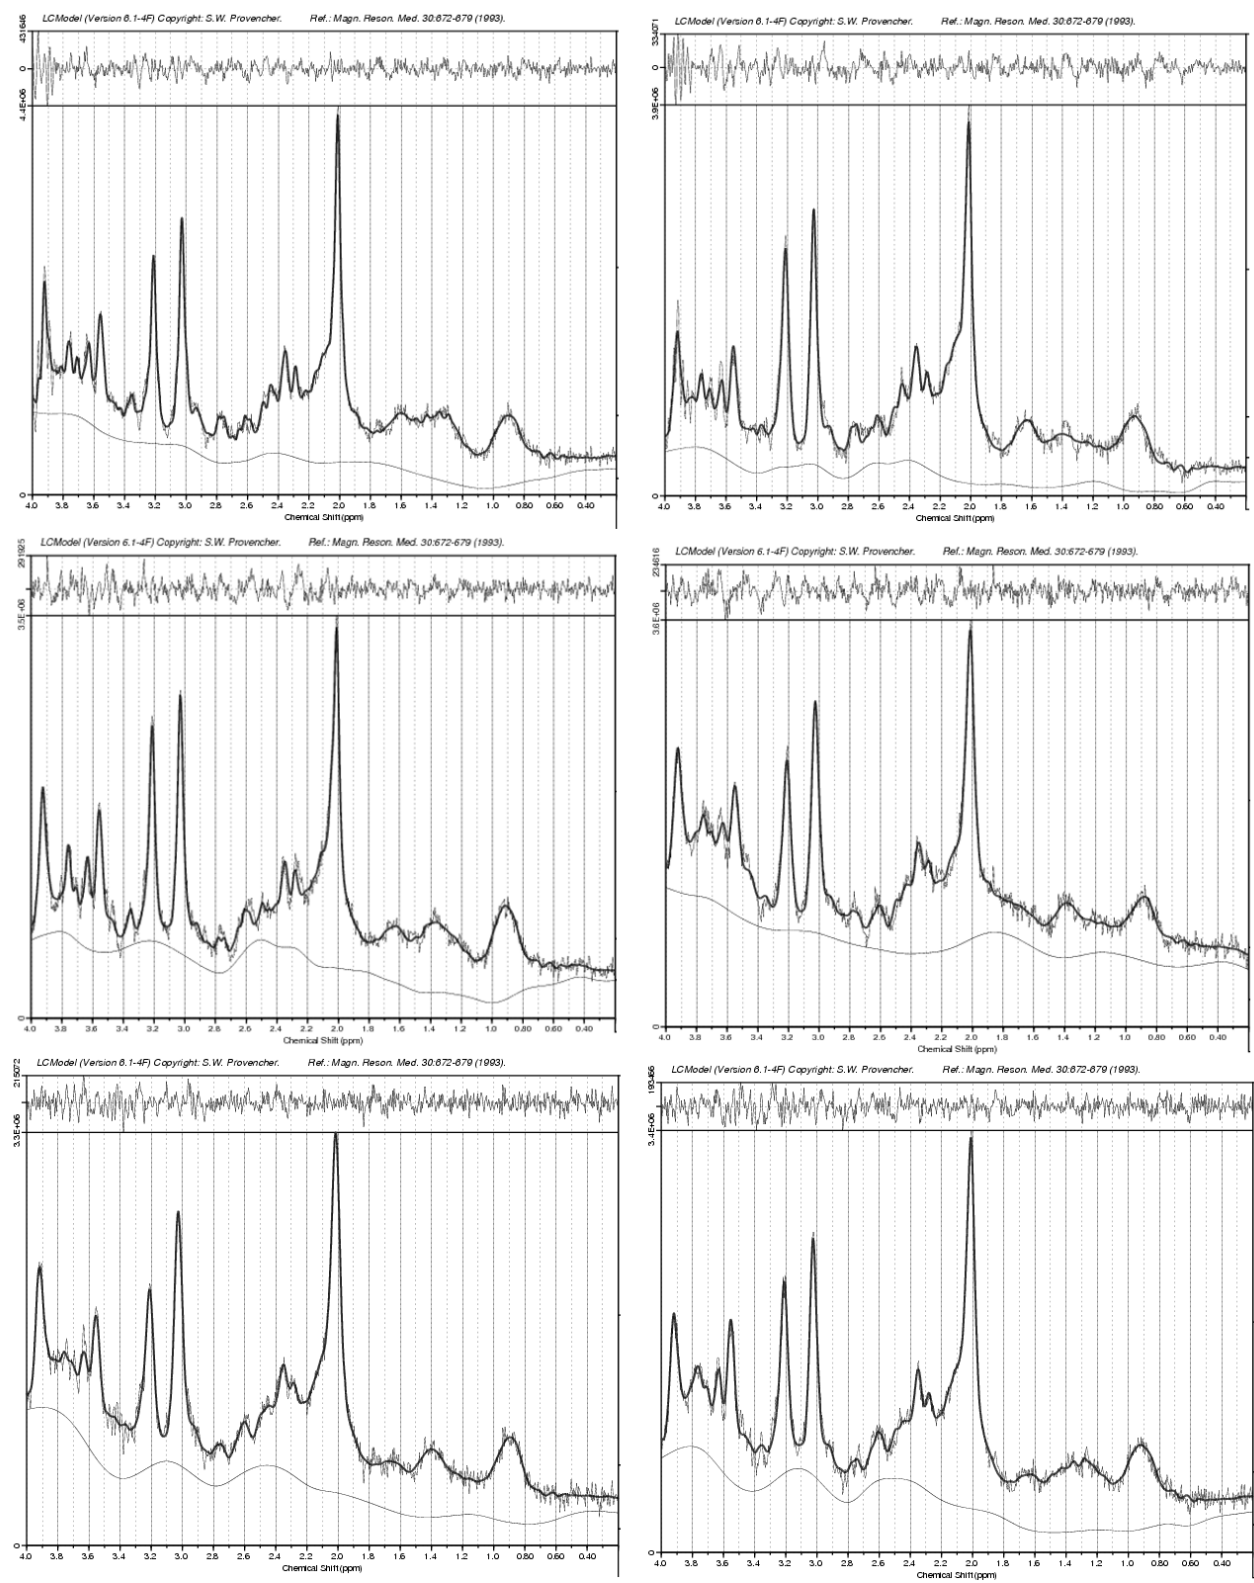 LCModel (Version 6.1-4F) Copyright: S.W. Provencher. Ref.: Magn. Reson. Med. 30:672-679 (1993).
431646
0
4.4E+06
0
4.0 3.8 3.6 3.4 3.2 3.0 2.8 2.6 2.4 2.2 2.0 1.8 1.6 1.4 1.2 1.0 0.80 0.60 0.40
Chemical Shift (ppm)
LCModel (Version 6.1-4F) Copyright: S.W. Provencher. Ref.: Magn. Reson. Med. 30:672-679 (1993).
334071
0
3.9E+06
0
4.0 3.8 3.6 3.4 3.2 3.0 2.8 2.6 2.4 2.2 2.0 1.8 1.6 1.4 1.2 1.0 0.80 0.60 0.40
Chemical Shift (ppm)
LCModel (Version 6.1-4F) Copyright: S.W. Provencher. Ref.: Magn. Reson. Med. 30:672-679 (1993).
291925
3.5E+06
0
4.0 3.8 3.6 3.4 3.2 3.0 2.8 2.6 2.4 2.2 2.0 1.8 1.6 1.4 1.2 1.0 0.80 0.60 0.40
Chemical Shift (ppm)
LCModel (Version 6.1-4F) Copyright: S.W. Provencher. Ref.: Magn. Reson. Med. 30:672-679 (1993).
234616
3.6E+06
0
4.0 3.8 3.6 3.4 3.2 3.0 2.8 2.6 2.4 2.2 2.0 1.8 1.6 1.4 1.2 1.0 0.80 0.60 0.40
Chemical Shift (ppm)
LCModel (Version 6.1-4F) Copyright: S.W. Provencher. Ref.: Magn. Reson. Med. 30:672-679 (1993).
215072
3.3E+06
0
4.0 3.8 3.6 3.4 3.2 3.0 2.8 2.6 2.4 2.2 2.0 1.8 1.6 1.4 1.2 1.0 0.80 0.60 0.40
Chemical Shift (ppm)
LCModel (Version 6.1-4F) Copyright: S.W. Provencher. Ref.: Magn. Reson. Med. 30:672-679 (1993).
193466
3.4E+06
0
4.0 3.8 3.6 3.4 3.2 3.0 2.8 2.6 2.4 2.2 2.0 1.8 1.6 1.4 1.2 1.0 0.80 0.60 0.40
Chemical Shift (ppm)